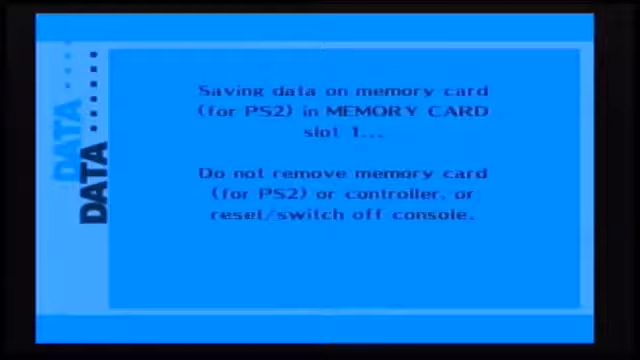 Saving data on memory card
(for PS2) in MEMORY CARD
slot 1...
Do not remove memory card
(for PS2) or controller, or
reset/switch off console.
DATA
DATA